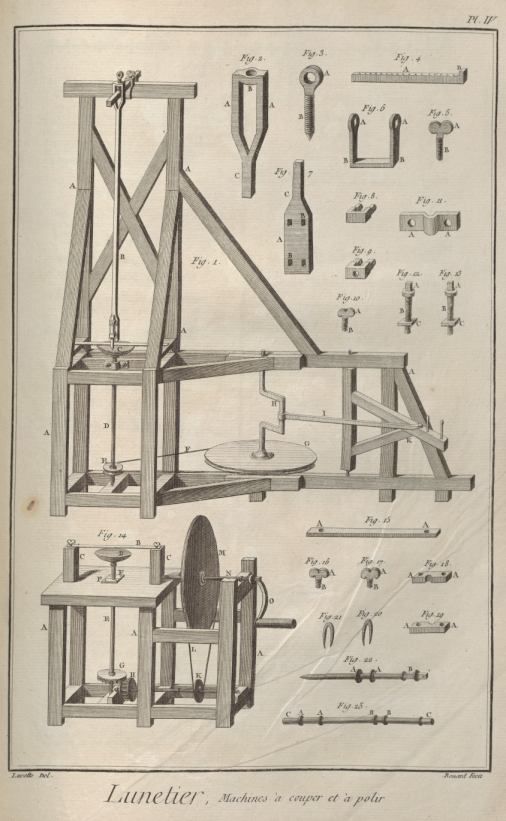 Pl. IV
Fig. 2.
Fig. 3.
Fig. 4
A
B
A
A
B
C
A
B
Fig. 6
A
A
B
B
Fig. 5.
A
B
Fig. 7
C
A
B
B
B
B
Fig. 8.
Fig. 11.
A
A
Fig. 9.
Fig. 10.
A
B
Fig. 12.
Fig. 13.
A
B
C
A
B
C
Fig. 1.
A
A
B
A
C
A
A
D
E
F
G
H
I
K
Fig. 14
B
C
C
D
E
F
A
A
A
E
G
H
L
K
M
N
O
Fig. 15
A
A
Fig. 16
A
B
Fig. 17
A
B
Fig. 18
A
A
Fig. 21
Fig. 20
Fig. 19
A
A
Fig. 22
A
A
B
Fig. 23.
C
A
A
B
B
C
Lucotte Del.
Benard Fecit
Lunetier, Machines à couper et à polir